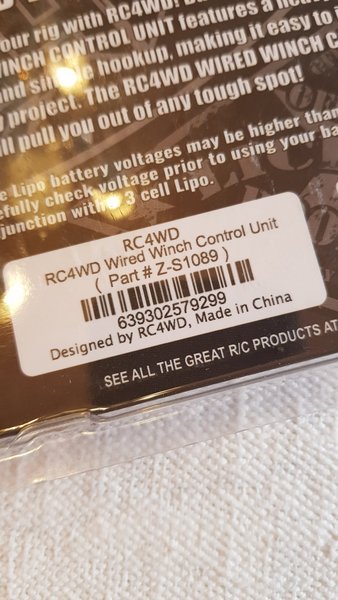 our rig with RC4WD!
WINCH CONTROL UNIT features a
and simple hookup, making it easy to
project. The RC4WD WIRED WINCH C
ll pull you out of any tough spot!
e Lipo battery voltages may be higher than
efully check voltage prior to using your ba
junction with 3 cell Lipo.
RC4WD
RC4WD Wired Winch Control Unit
( Part # Z-S1089 )
639302579299
Designed by RC4WD, Made in China
SEE ALL THE GREAT R/C PRODUCTS AT